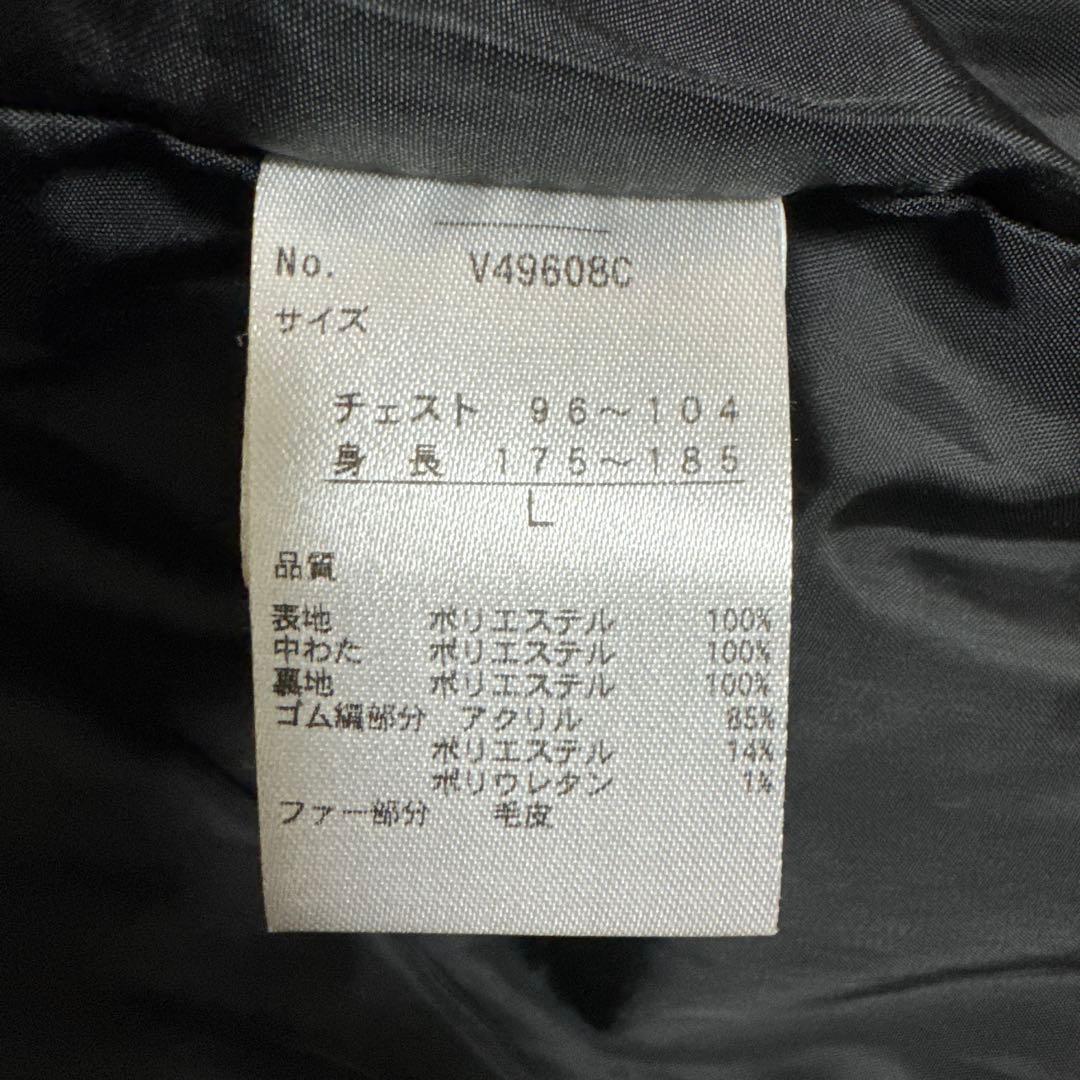 No. V49608C
サイズ
チェスト 96～104
身 長 175～185
L
品質
表地 ポリエステル 100%
中わた ポリエステル 100%
裏地 ポリエステル 100%
ゴム編部分 アクリル 85%
ポリエステル 14%
ポリウレタン 1%
ファー部分 毛皮